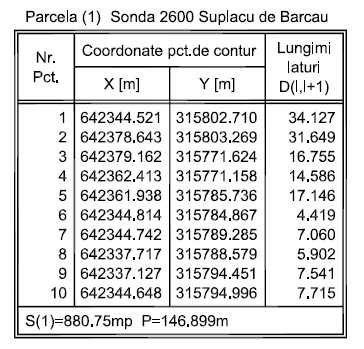 Parcela (1) Sonda 2600 Suplacu de Barcau
Nr. Pct. Coordonate pct.de contur Lungimi laturi D(I,I+1)
X [m] Y [m]
1 642344.521 315802.710 34.127
2 642378.643 315803.269 31.649
3 642379.162 315771.624 16.755
4 642362.413 315771.158 14.586
5 642361.938 315785.736 17.146
6 642344.814 315784.867 4.419
7 642344.742 315789.285 7.060
8 642337.717 315788.579 5.902
9 642337.127 315794.451 7.541
10 642344.648 315794.996 7.715
S(1)=880.75mp P=146.899m